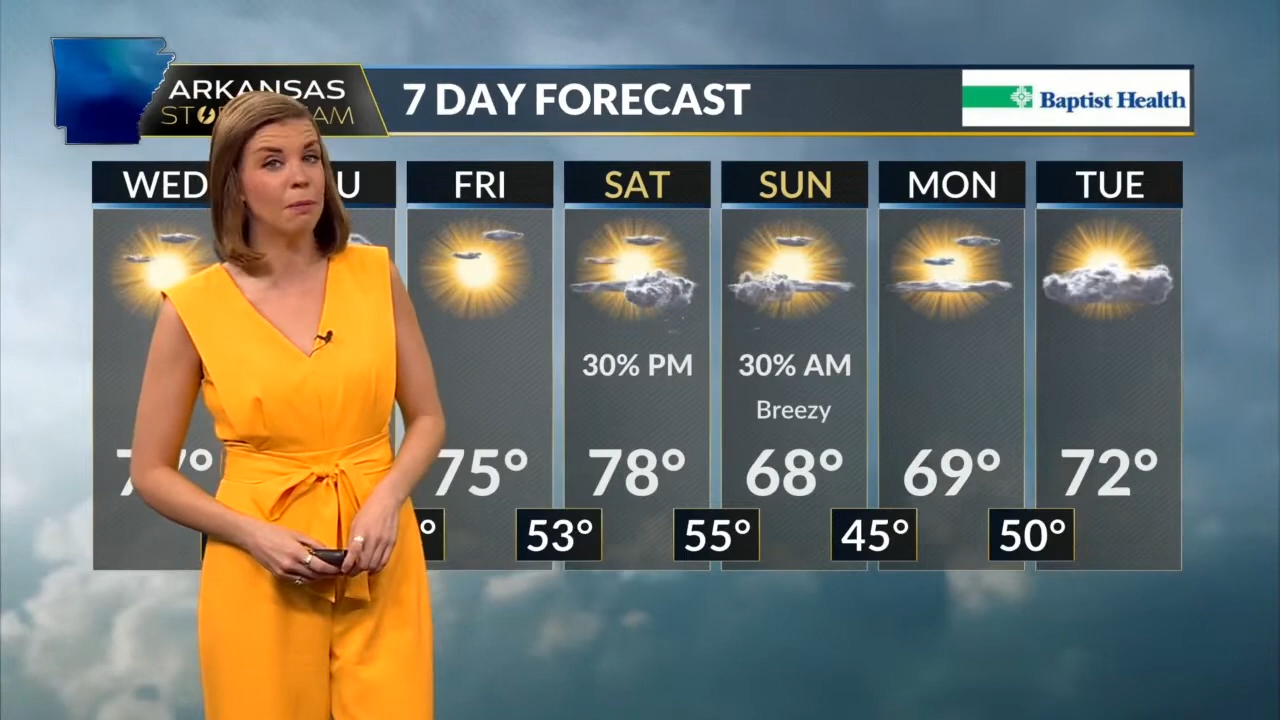 ARKANSAS
7 DAY FORECAST
Baptist Health
WED
FRI
SAT
SUN
MON
TUE
30% PM
30% AM
Breezy
75°
78°
68°
69°
72°
53°
55°
45°
50°